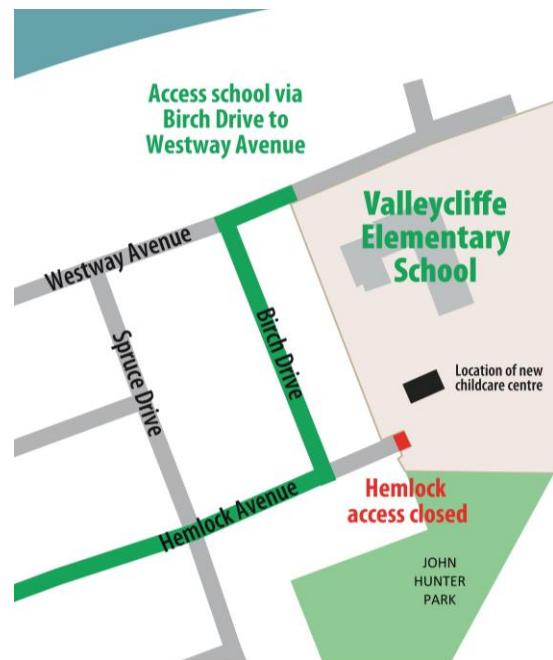 Access school via
Birch Drive to
Westway Avenue
Valleycliffe
Elementary
School
Westway Avenue
Birch Drive
Spruce Drive
Location of new
childcare centre
Hemlock Avenue
Hemlock
access closed
JOHN
HUNTER
PARK